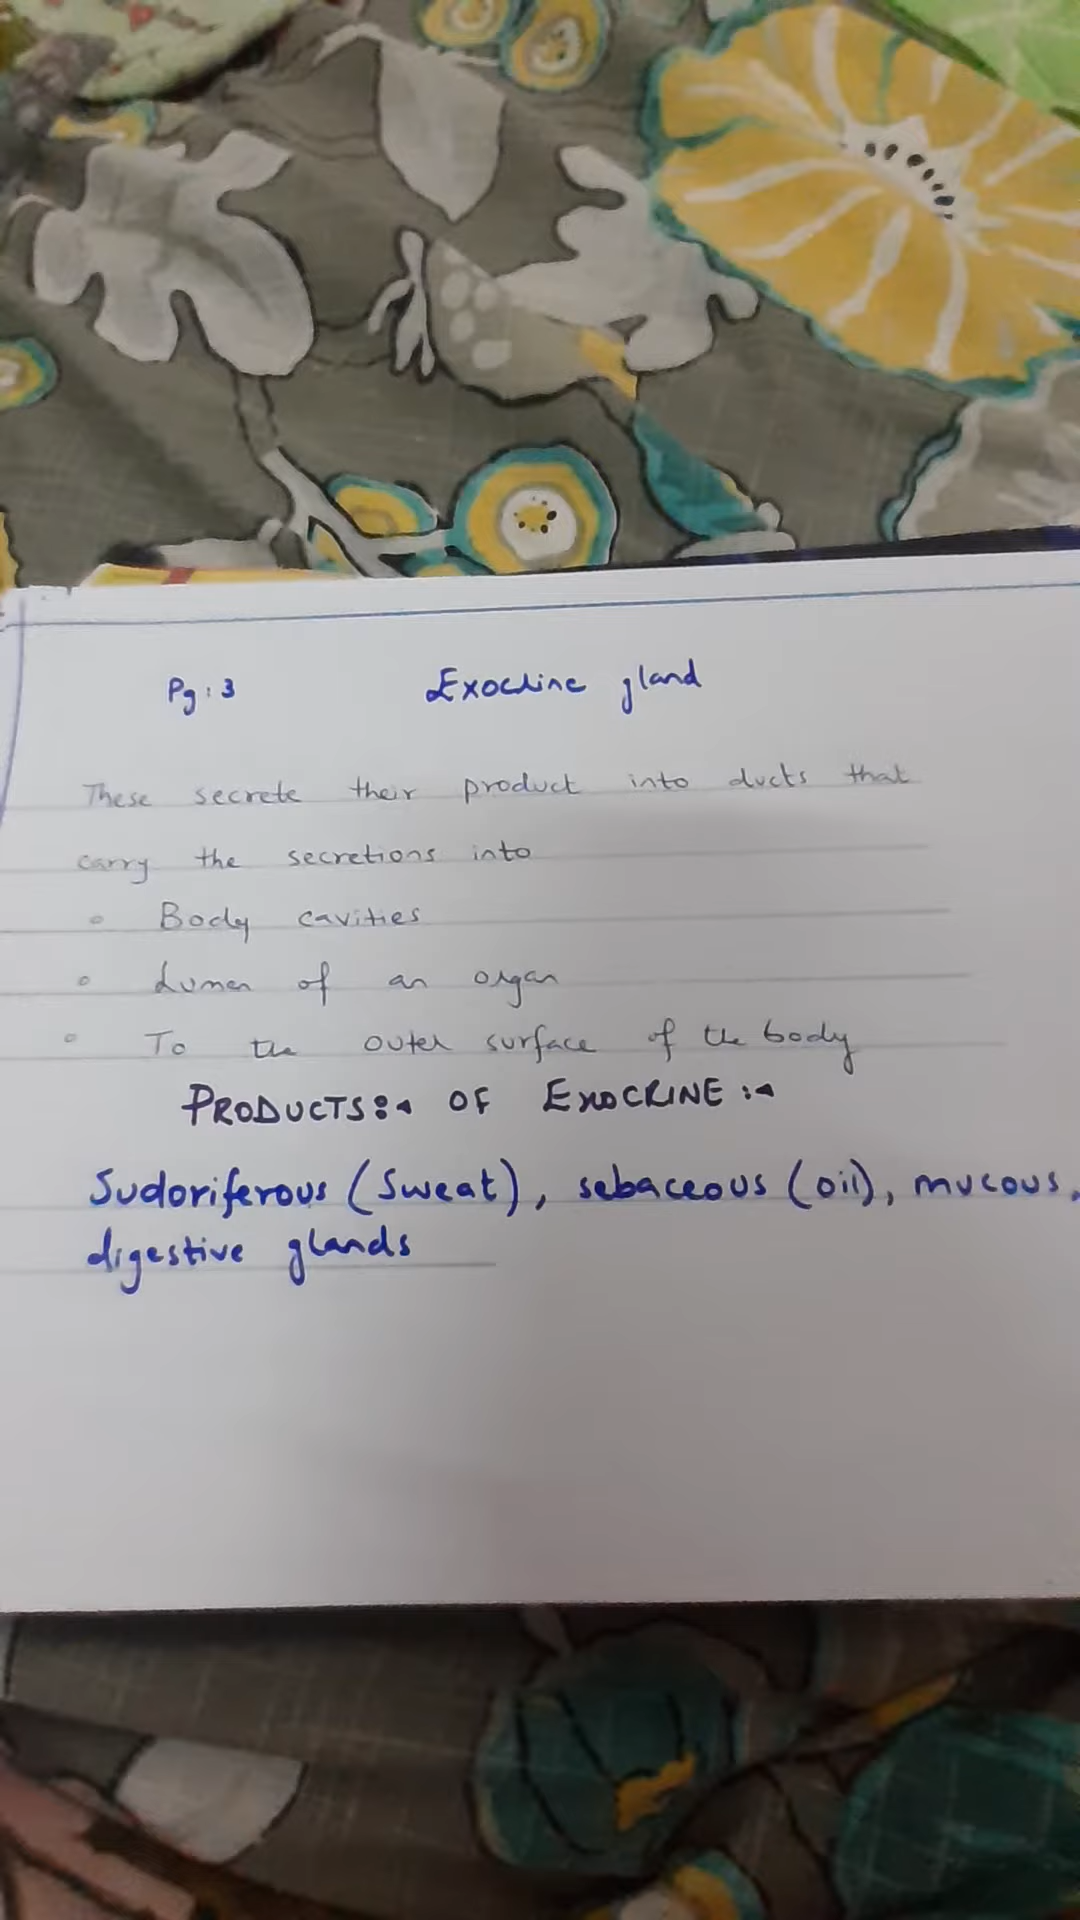 Pg: 3 Exocrine gland
These secrete their product into ducts that
carry the secretions into
◦ Body cavities
◦ Lumen of an organ
◦ To the outer surface of the body
PRODUCTS:- OF EXOCRINE :-
Sudoriferous (Sweat), sebaceous (oil), mucous,
digestive glands